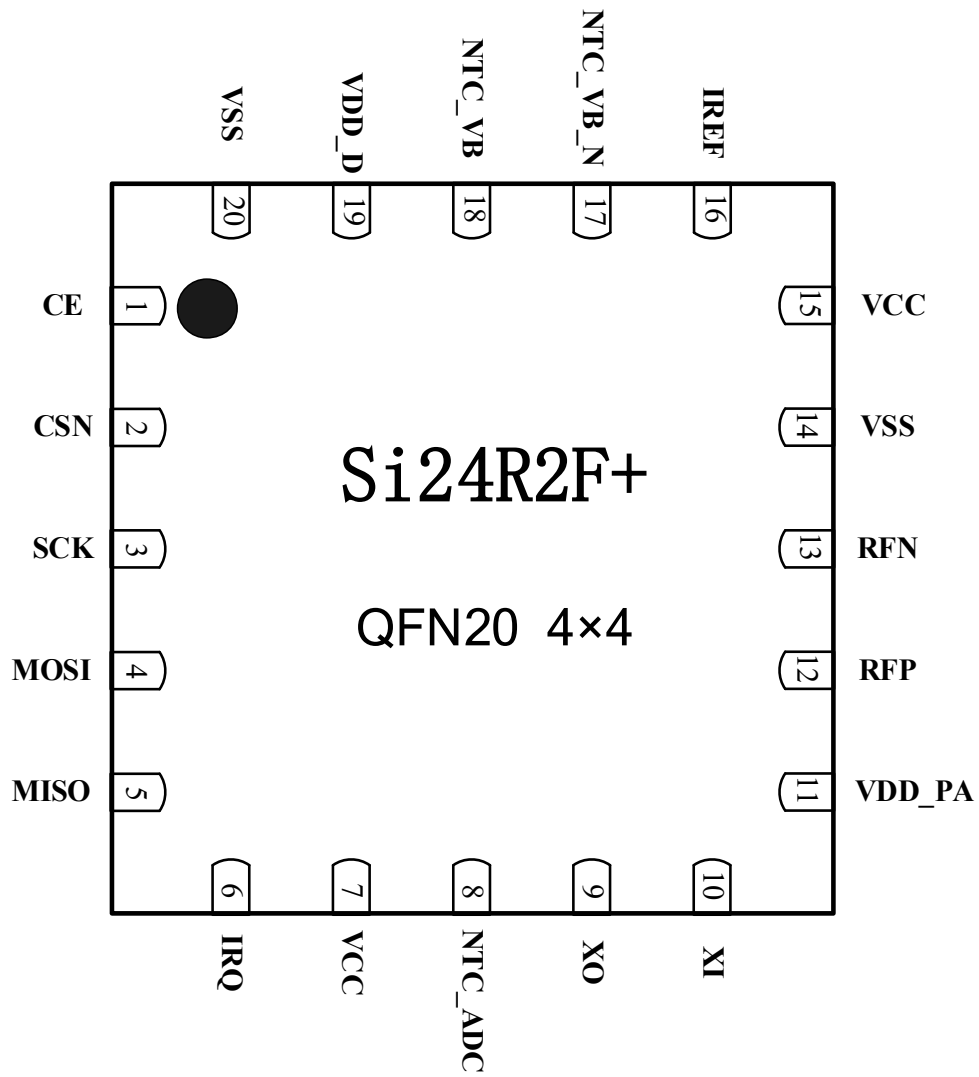 VSS
VDD_D
NTC_VB
NTC_VB_N
IREF
20
19
18
17
16
CE
1
15
VCC
CSN
2
14
VSS
Si24R2F+
SCK
3
13
RFN
QFN20 4×4
MOSI
4
12
RFP
MISO
5
11
VDD_PA
6
7
8
9
10
IRQ
VCC
NTC_ADC
XO
XI